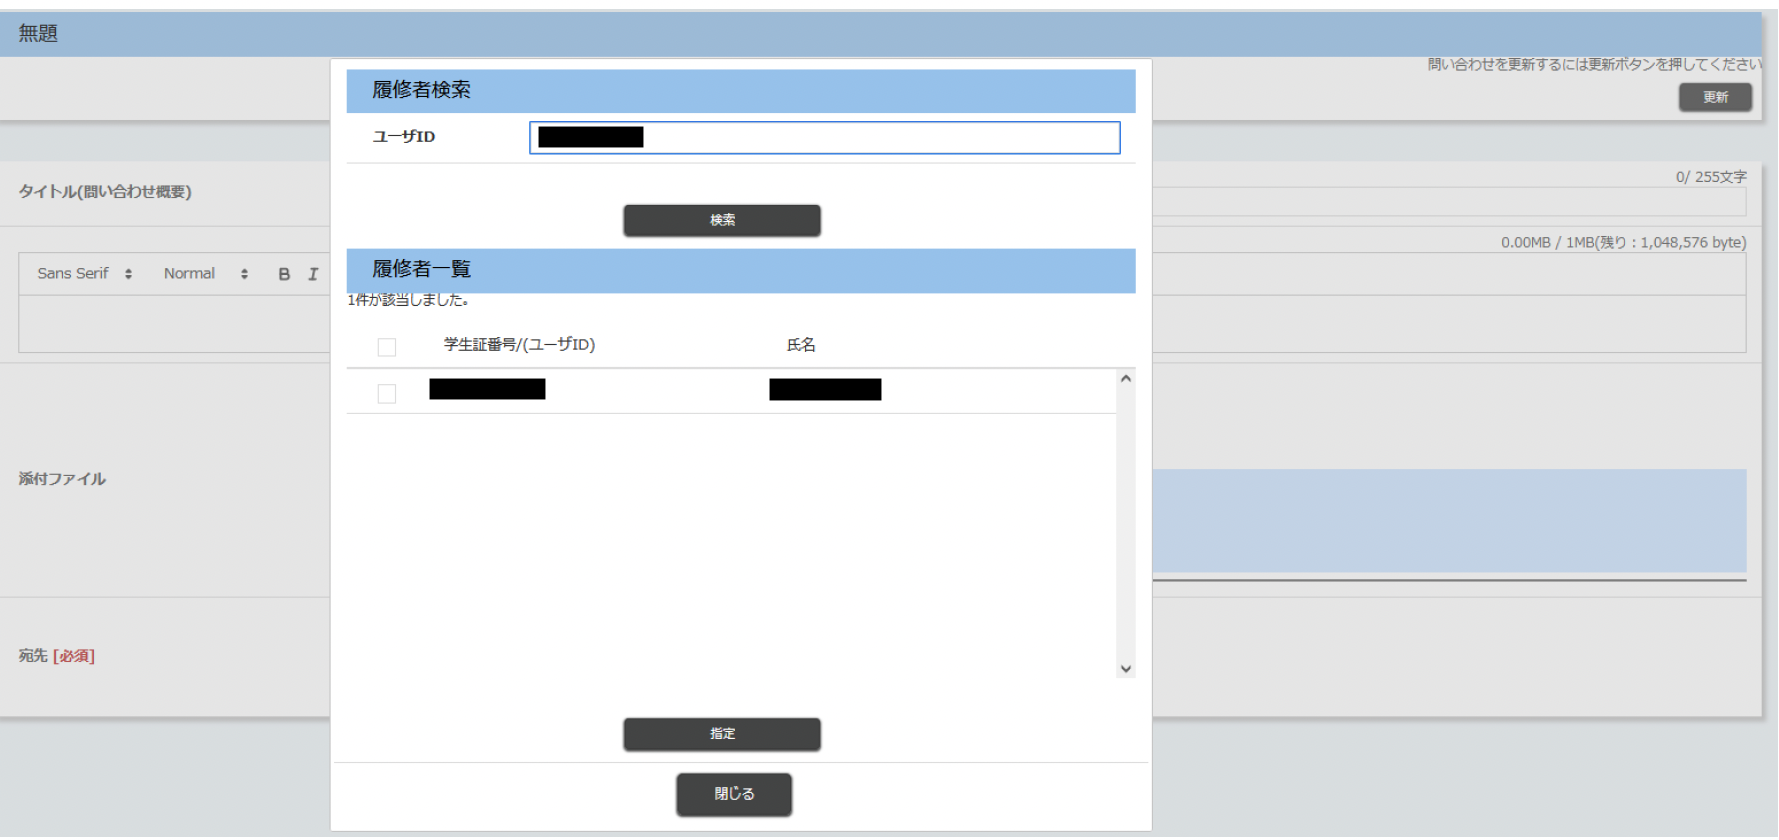 無題
問い合わせを更新するには更新ボタンを押してください
更新
履修者検索
ユーザID
検索
タイトル(問い合わせ概要)
0/ 255文字
0.00MB / 1MB(残り : 1,048,576 byte)
Sans Serif Normal B I
履修者一覧
1件が該当しました。
学生証番号/(ユーザID) 氏名
添付ファイル
宛先 [必須]
指定
閉じる